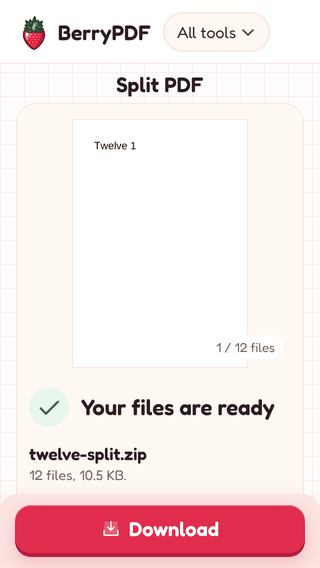 BerryPDF
All tools
Split PDF
Twelve 1
1 / 12 files
Your files are ready
twelve-split.zip
12 files, 10.5 KB.
Download